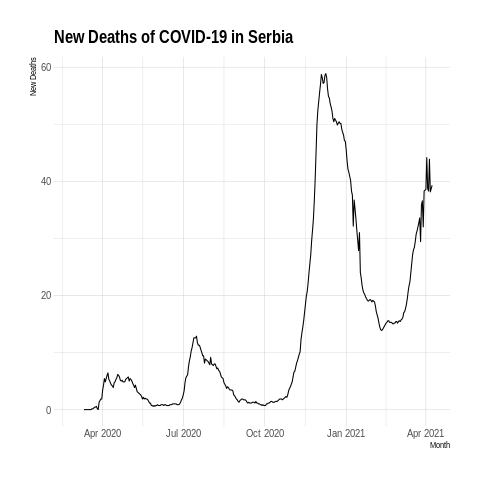 New Deaths of COVID-19 in Serbia
New Deaths
60
40
20
0
Apr 2020
Jul 2020
Oct 2020
Jan 2021
Apr 2021
Month